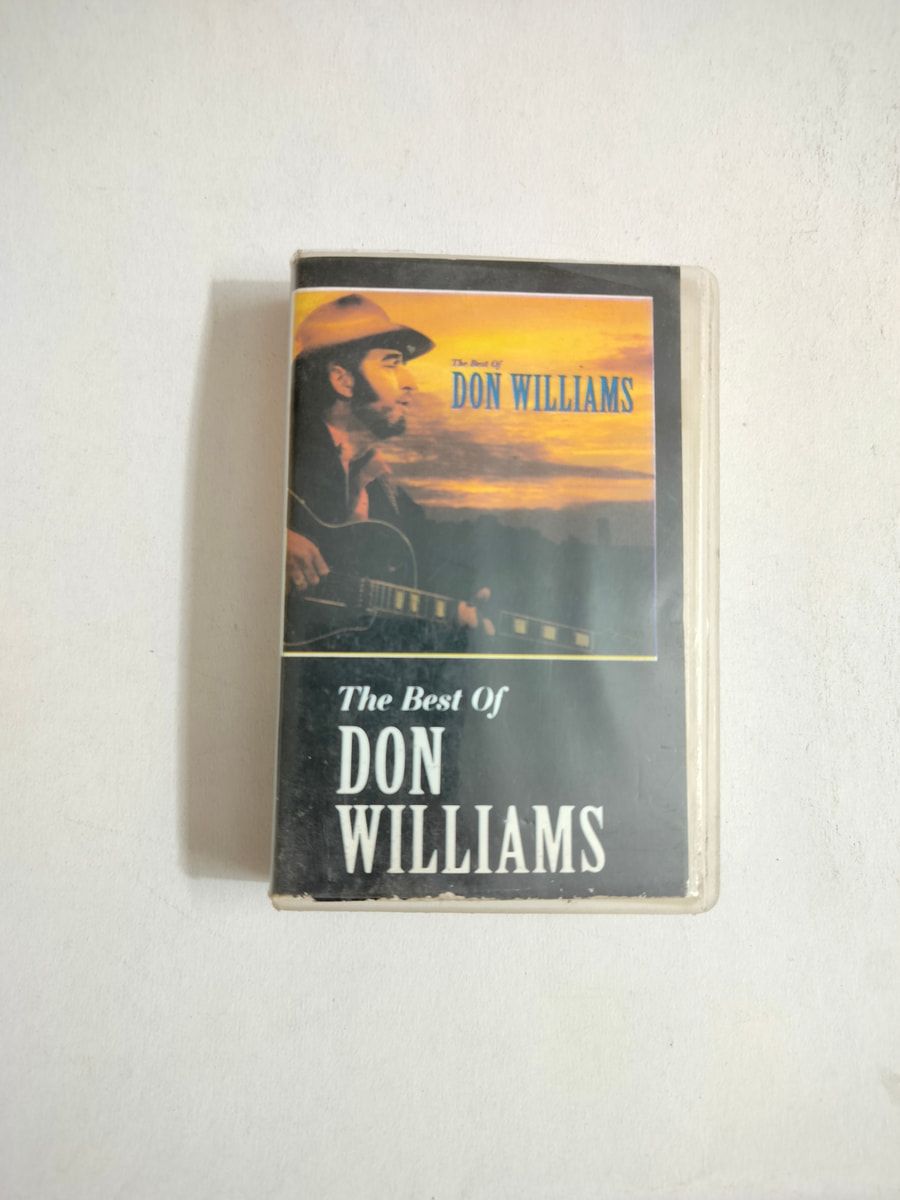 The Best Of
DON WILLIAMS
The Best Of
DON
WILLIAMS